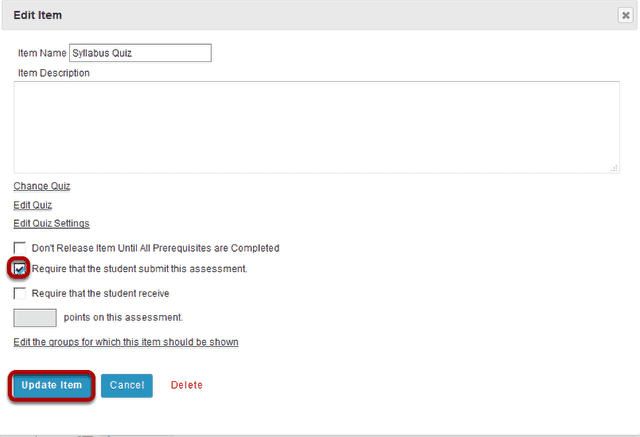 Edit Item
Item Name Syllabus Quiz
Item Description
Change Quiz
Edit Quiz
Edit Quiz Settings
Don't Release Item Until All Prerequisites are Completed
Require that the student submit this assessment.
Require that the student receive
points on this assessment.
Edit the groups for which this item should be shown
Update Item Cancel Delete